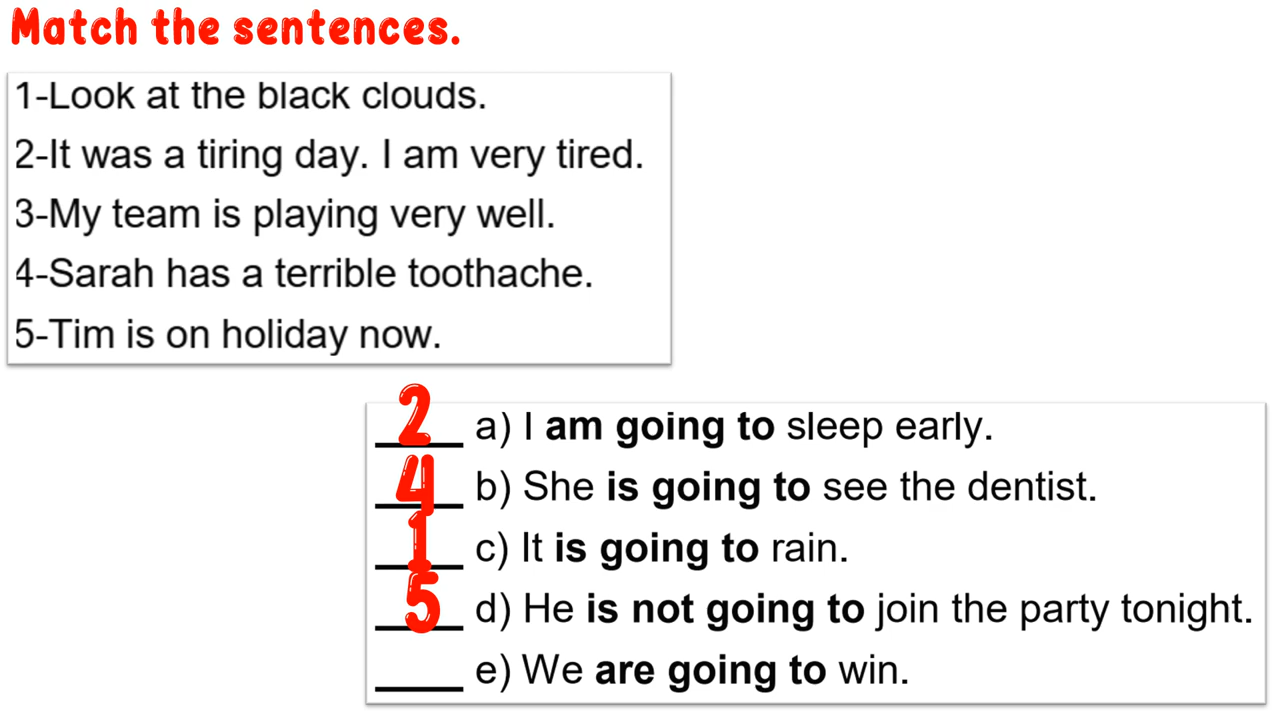 Match the sentences.
1-Look at the black clouds.
2-It was a tiring day. I am very tired.
3-My team is playing very well.
4-Sarah has a terrible toothache.
5-Tim is on holiday now.
2 a) I am going to sleep early.
4 b) She is going to see the dentist.
1 c) It is going to rain.
5 d) He is not going to join the party tonight.
____ e) We are going to win.